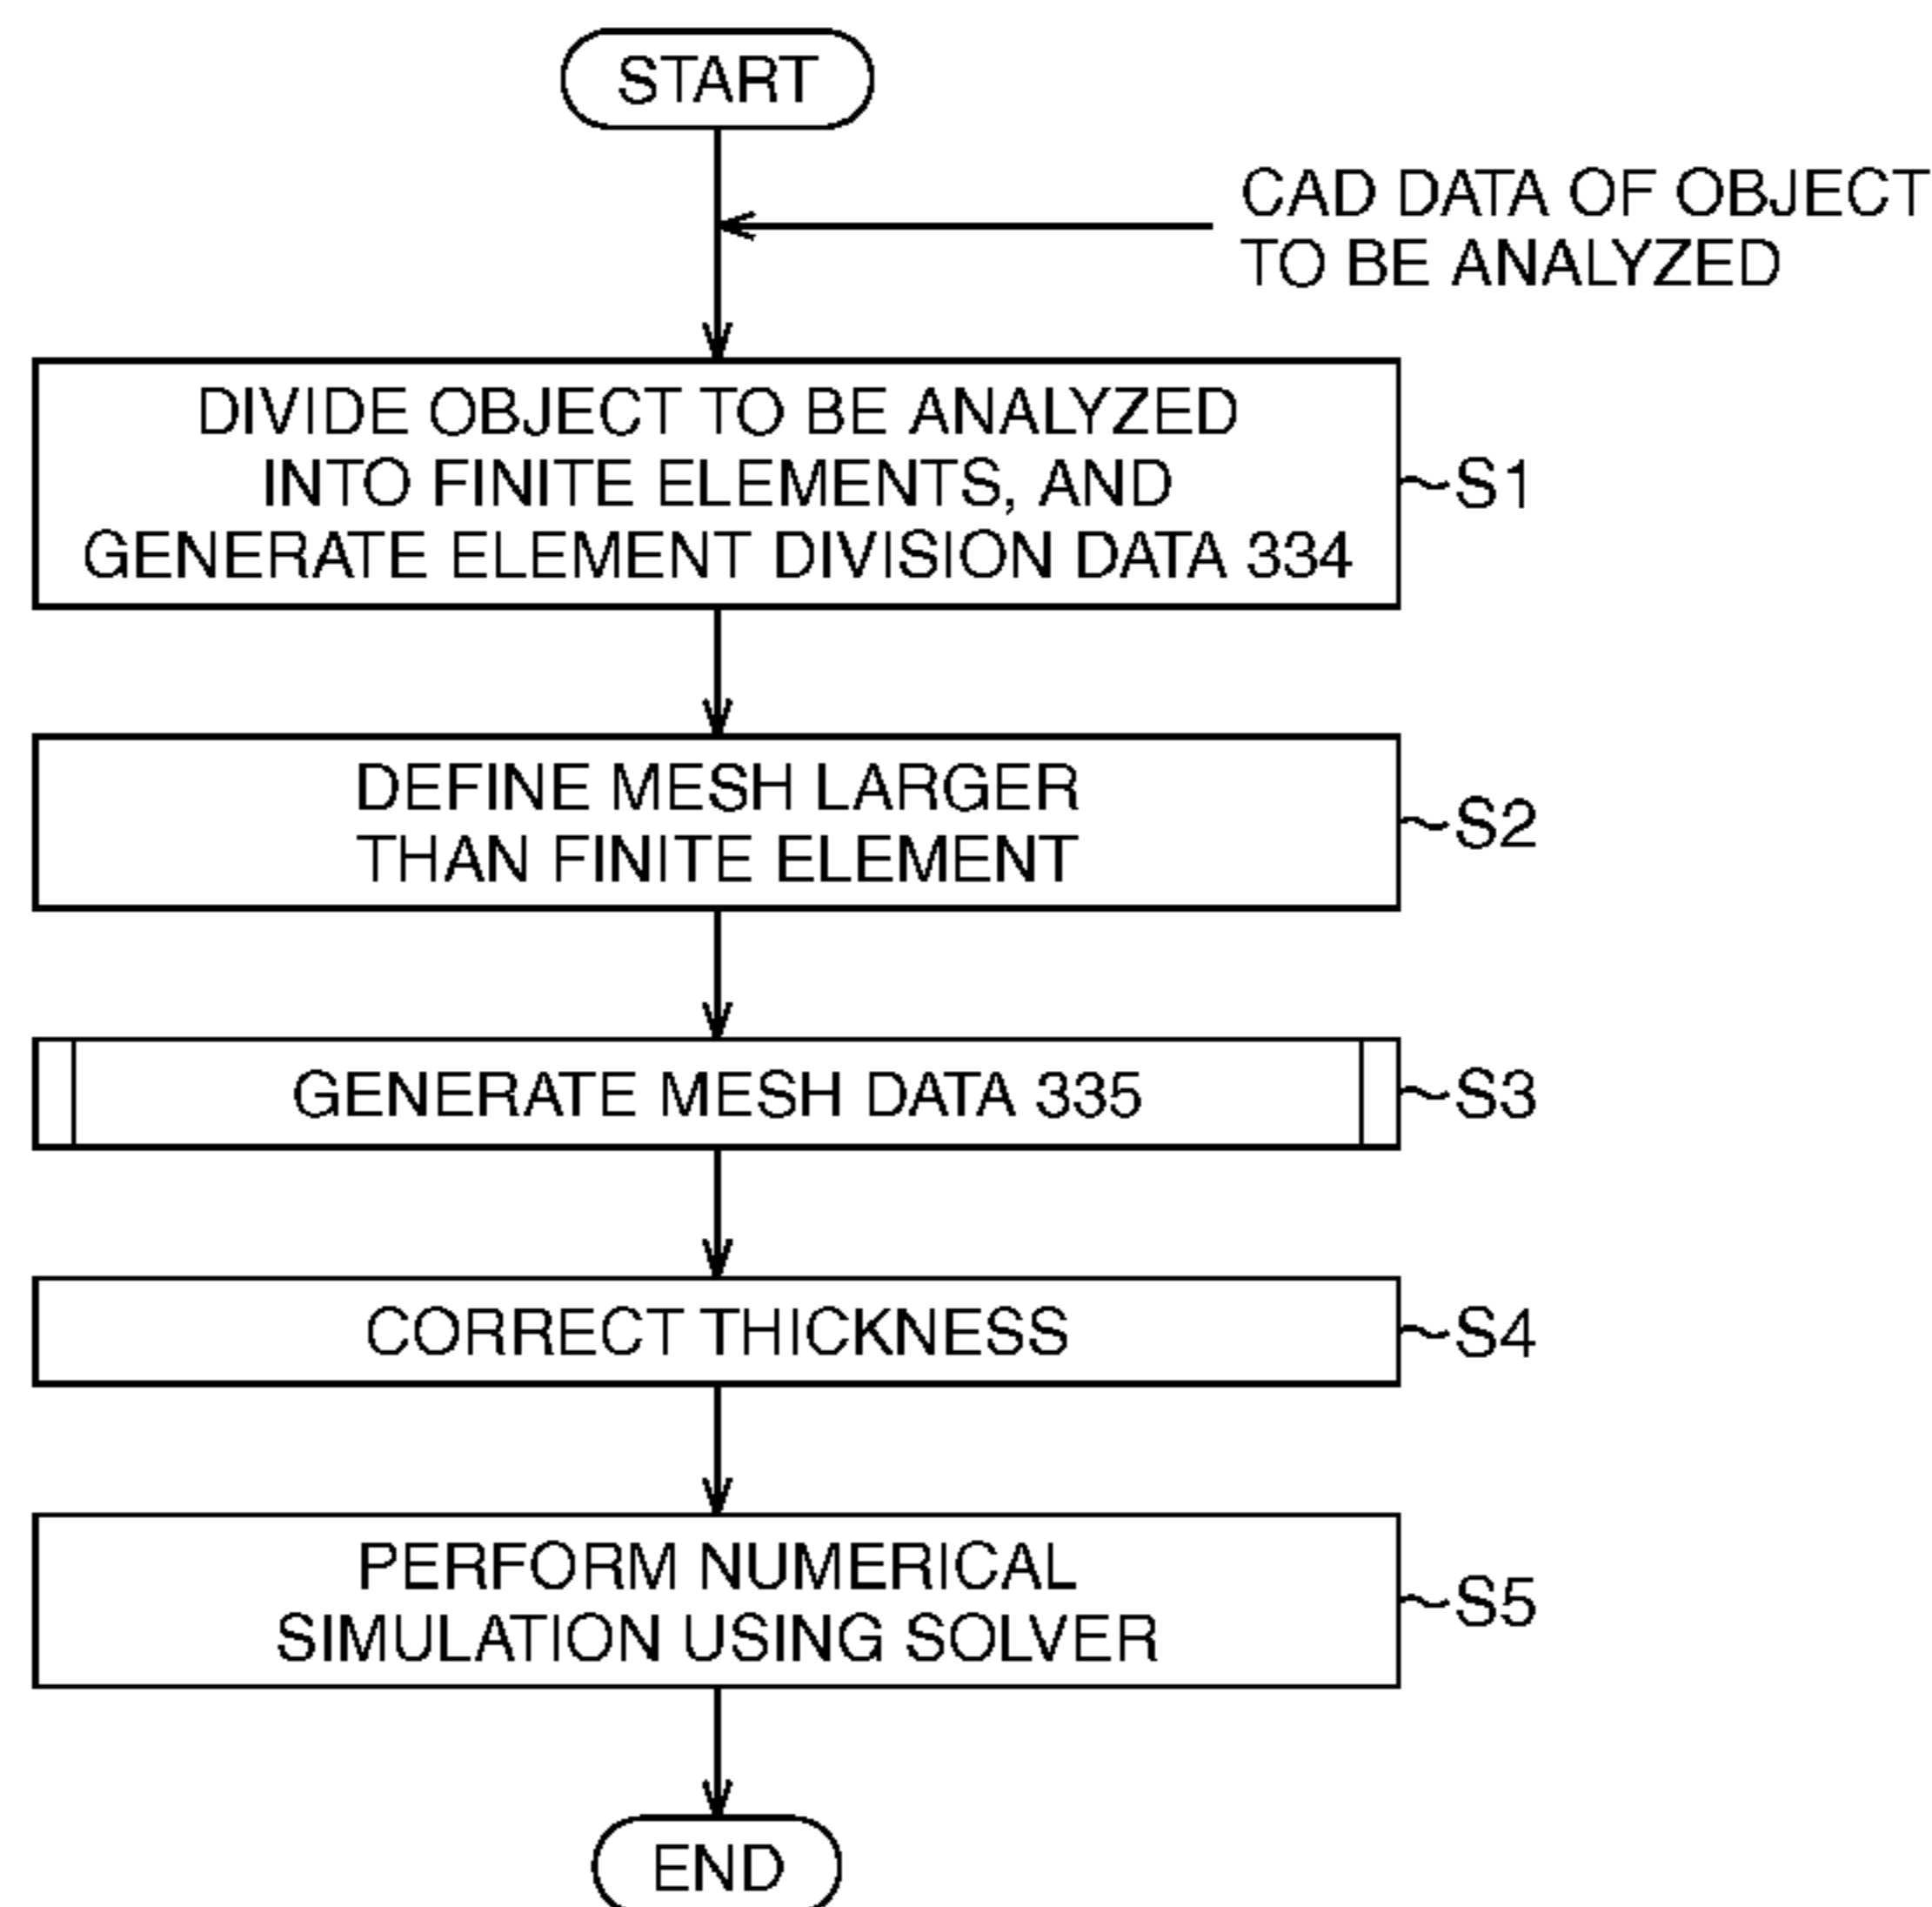 START
CAD DATA OF OBJECT
TO BE ANALYZED
DIVIDE OBJECT TO BE ANALYZED
INTO FINITE ELEMENTS, AND
GENERATE ELEMENT DIVISION DATA 334
S1
DEFINE MESH LARGER
THAN FINITE ELEMENT
S2
GENERATE MESH DATA 335
S3
CORRECT THICKNESS
S4
PERFORM NUMERICAL
SIMULATION USING SOLVER
S5
END